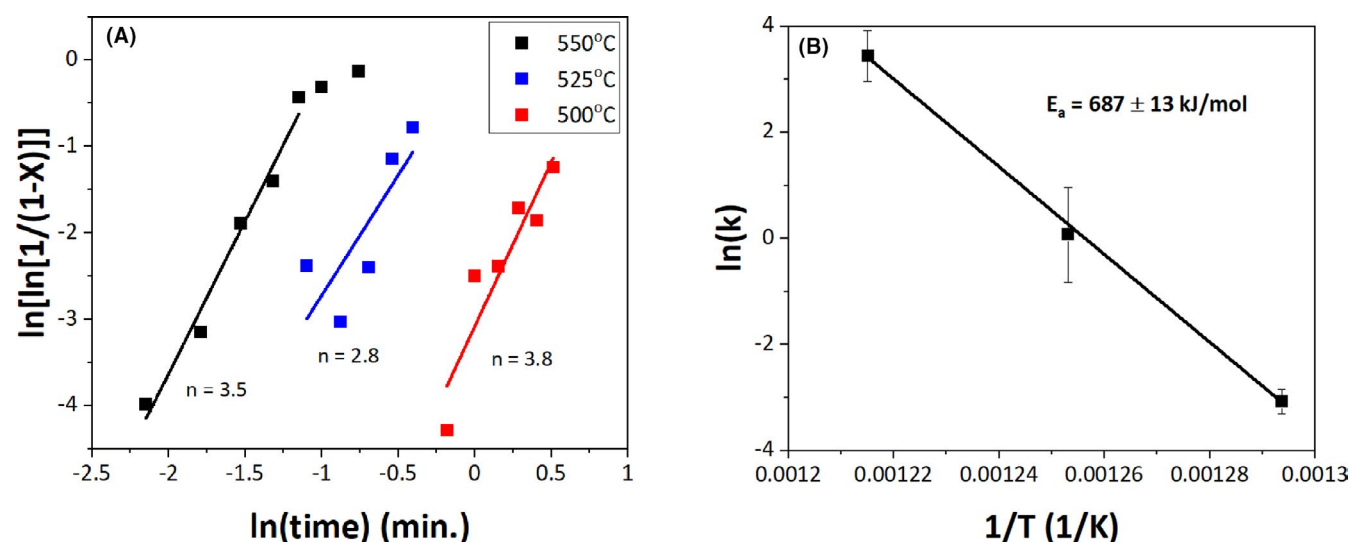 (A)
550°C
525°C
500°C
ln[ln[1/(1-X)]]
0
-1
-2
-3
-4
n = 3.5
n = 2.8
n = 3.8
-2.5 -2 -1.5 -1 -0.5 0 0.5 1
ln(time) (min.)
(B)
Eₐ = 687 ± 13 kJ/mol
ln(k)
4
2
0
-2
-4
0.0012 0.00122 0.00124 0.00126 0.00128 0.0013
1/T (1/K)